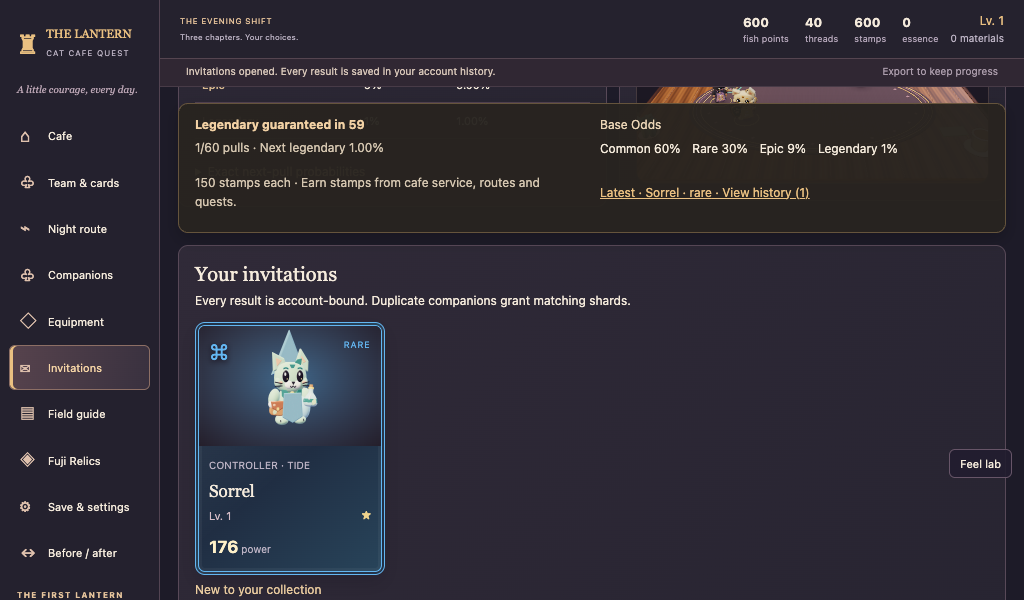 THE LANTERN
CAT CAFE QUEST
A little courage, every day.
Cafe
Team & cards
Night route
Companions
Equipment
Invitations
Field guide
Fuji Relics
Save & settings
Before / after
THE FIRST LANTERN
THE EVENING SHIFT
Three chapters. Your choices.
600
fish points
40
threads
600
stamps
0
essence
Lv. 1
0 materials
Invitations opened. Every result is saved in your account history.
Export to keep progress
Legendary guaranteed in 59
1/60 pulls · Next legendary 1.00%
150 stamps each · Earn stamps from cafe service, routes and
quests.
Base Odds
Common 60% Rare 30% Epic 9% Legendary 1%
Latest · Sorrel · rare · View history (1)
Your invitations
Every result is account-bound. Duplicate companions grant matching shards.
RARE
CONTROLLER · TIDE
Sorrel
Lv. 1
176 power
New to your collection
Feel lab